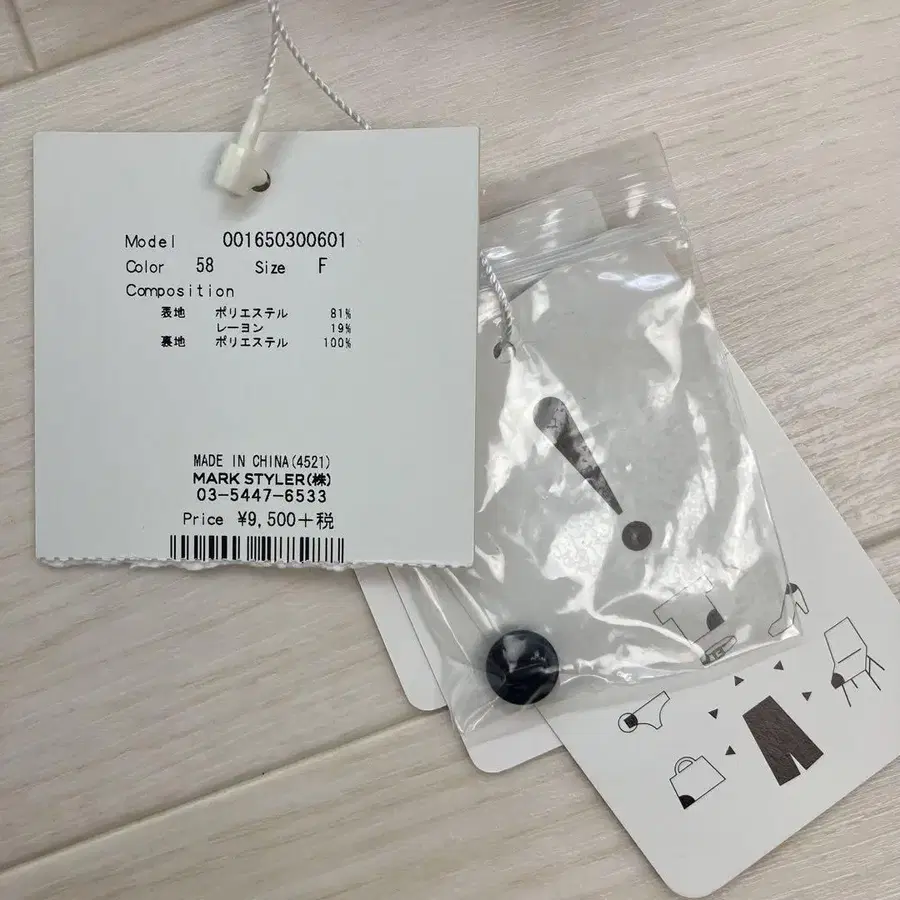 Model 001650300601
Color 58 Size F
Composition
表地 ポリエステル 81%
レーヨン 19%
裏地 ポリエステル 100%
MADE IN CHINA(4521)
MARK STYLER(株)
03-5447-6533
Price ¥9,500+税